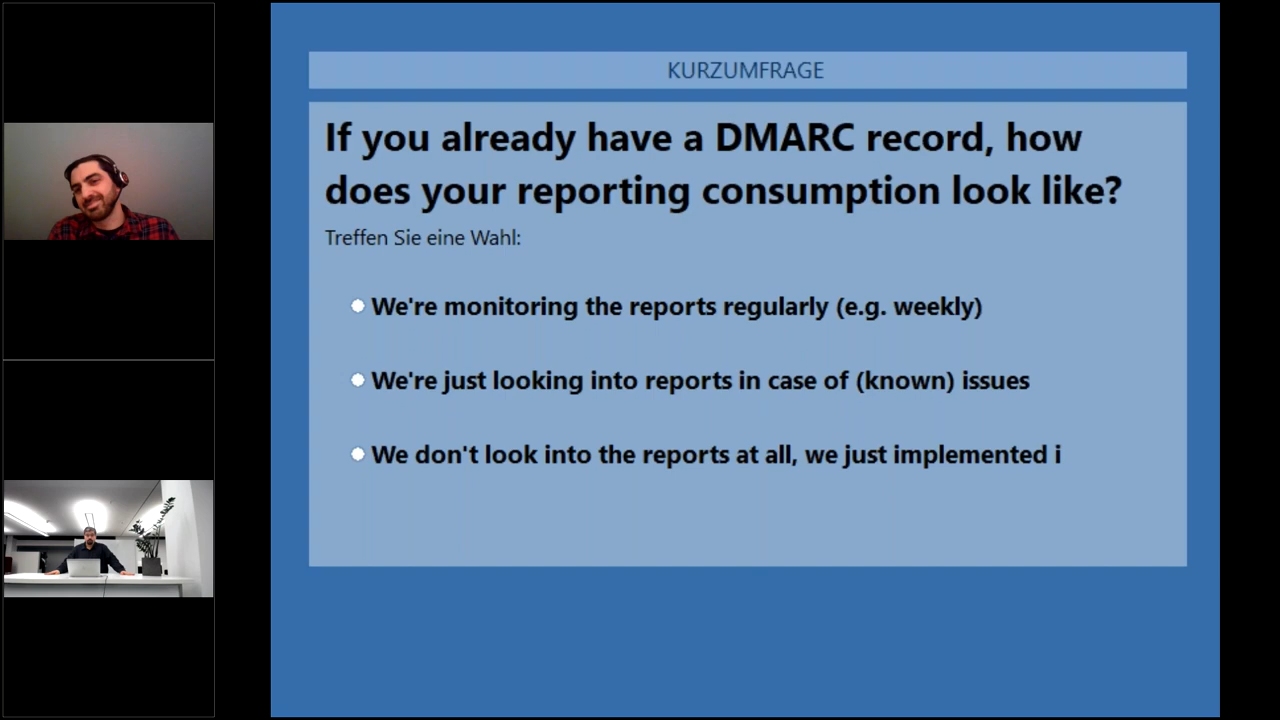 KURZUMFRAGE
If you already have a DMARC record, how
does your reporting consumption look like?
Treffen Sie eine Wahl:
We're monitoring the reports regularly (e.g. weekly)
We're just looking into reports in case of (known) issues
We don't look into the reports at all, we just implemented i